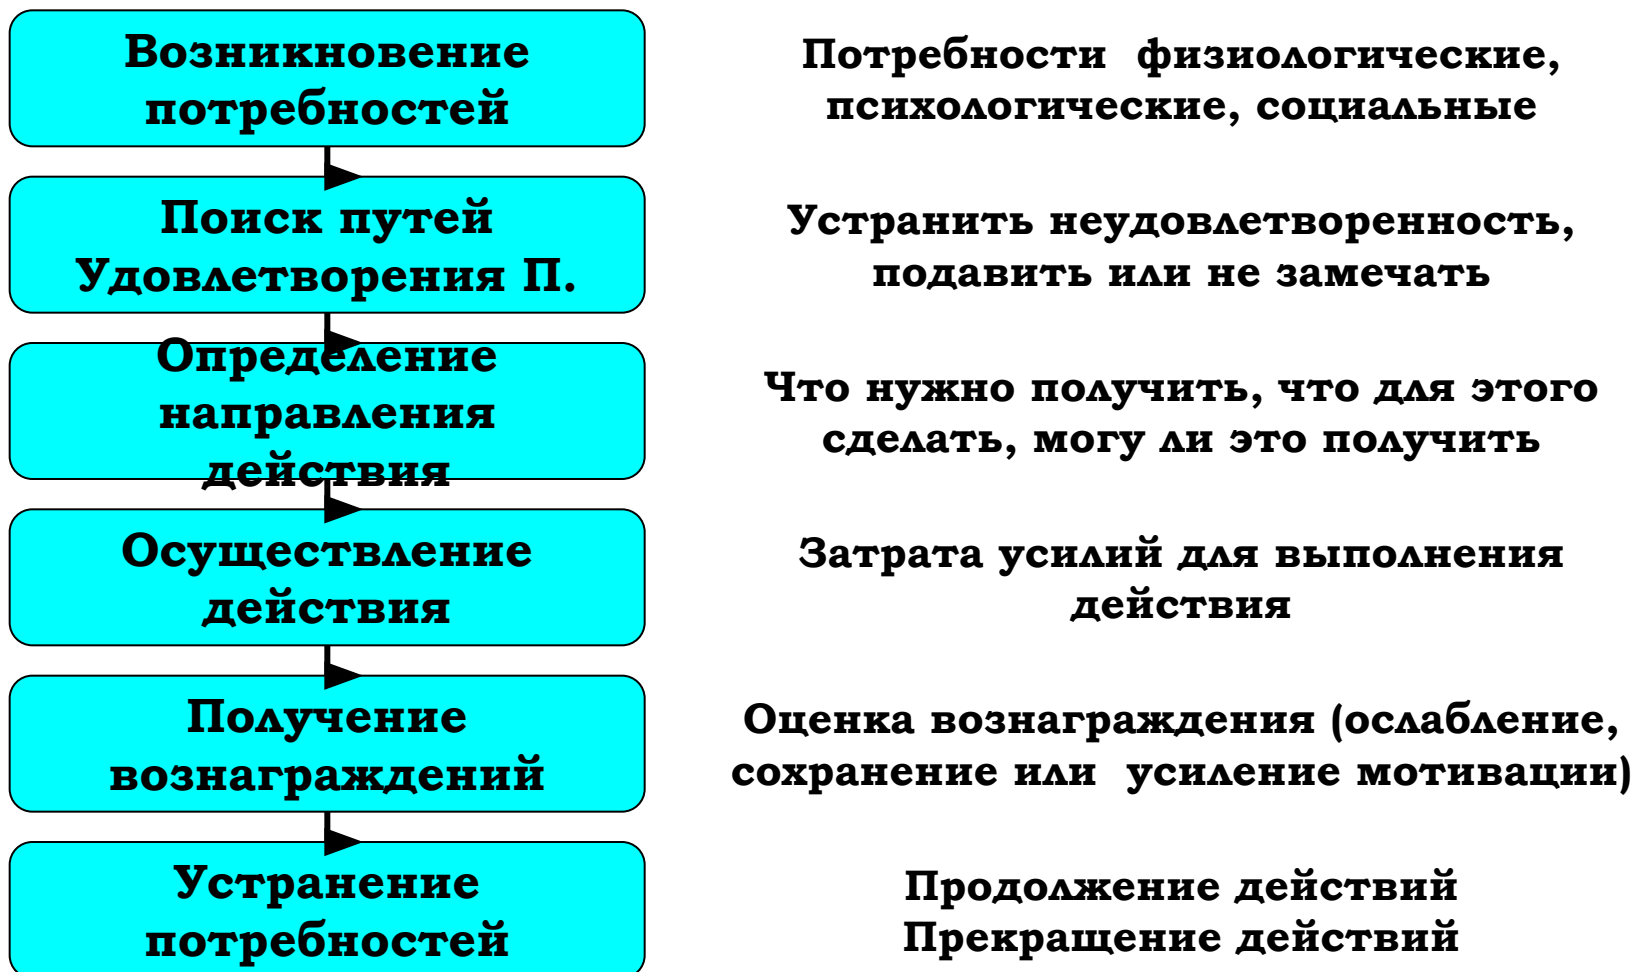 Возникновение
потребностей
Потребности физиологические,
психологические, социальные
Поиск путей
Удовлетворения П.
Устранить неудовлетворенность,
подавить или не замечать
Определение
направления
действия
Что нужно получить, что для этого
сделать, могу ли это получить
Осуществление
действия
Затрата усилий для выполнения
действия
Получение
вознаграждений
Оценка вознаграждения (ослабление,
сохранение или усиление мотивации)
Устранение
потребностей
Продолжение действий
Прекращение действий